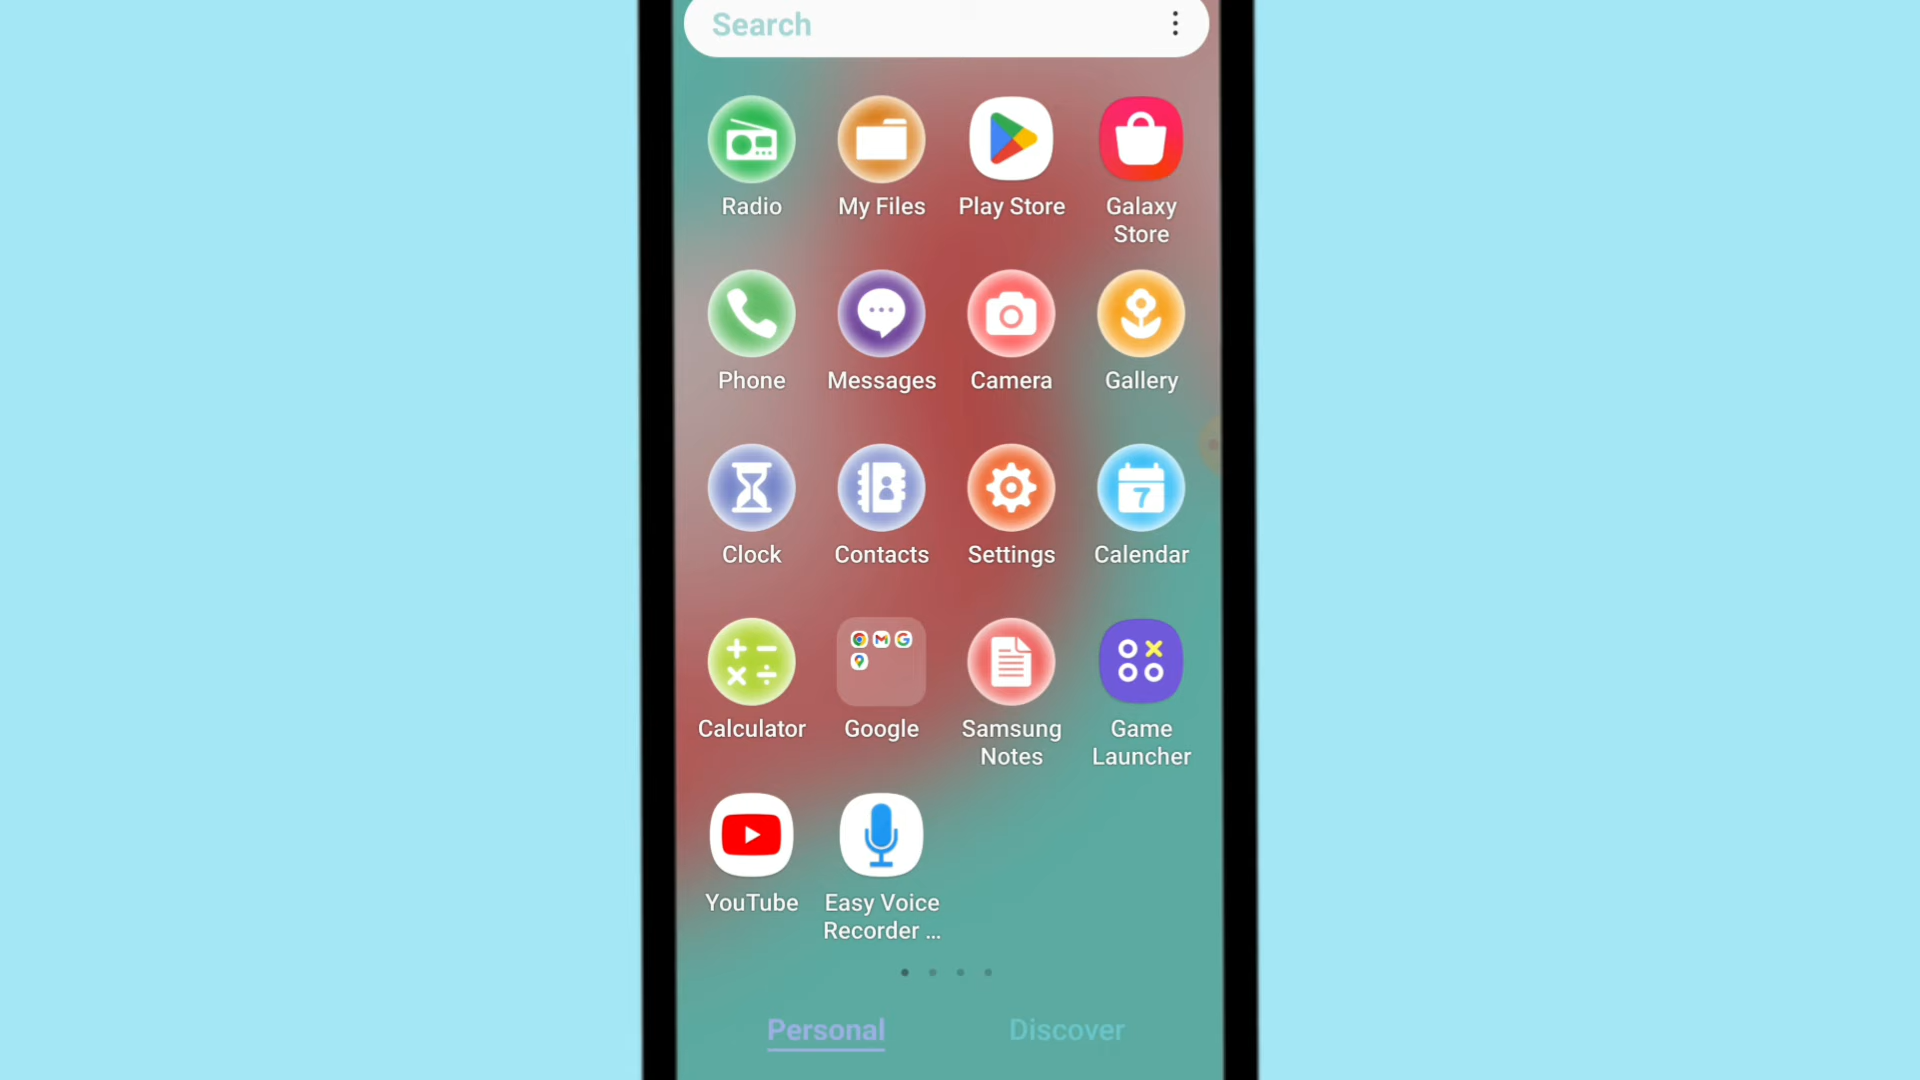 Search
Radio
My Files
Play Store
Galaxy
Store
Phone
Messages
Camera
Gallery
Clock
Contacts
Settings
7
Calendar
Calculator
Google
Samsung
Notes
Game
Launcher
YouTube
Easy Voice
Recorder ...
Personal
Discover